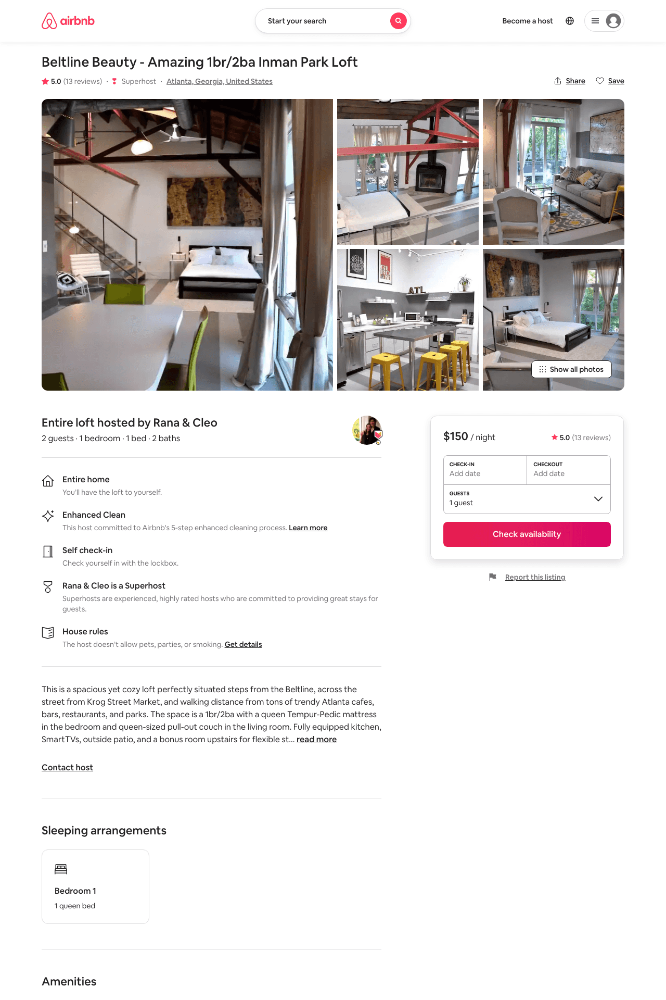 airbnb
Start your search
Become a host
Beltline Beauty - Amazing 1br/2ba Inman Park Loft
5.0 (13 reviews) · Superhost · Atlanta, Georgia, United States
Share
Save
ATL
Show all photos
Entire loft hosted by Rana & Cleo
2 guests · 1 bedroom · 1 bed · 2 baths
$150 / night
5.0 (13 reviews)
CHECK-IN
Add date
CHECKOUT
Add date
GUESTS
1 guest
Check availability
Report this listing
Entire home
You’ll have the loft to yourself.
Enhanced Clean
This host committed to Airbnb's 5-step enhanced cleaning process. Learn more
Self check-in
Check yourself in with the lockbox.
Rana & Cleo is a Superhost
Superhosts are experienced, highly rated hosts who are committed to providing great stays for
guests.
House rules
The host doesn’t allow pets, parties, or smoking. Get details
This is a spacious yet cozy loft perfectly situated steps from the Beltline, across the
street from Krog Street Market, and walking distance from tons of trendy Atlanta cafes,
bars, restaurants, and parks. The space is a 1br/2ba with a queen Tempur-Pedic mattress
in the bedroom and queen-sized pull-out couch in the living room. Fully equipped kitchen,
SmartTVs, outside patio, and a bonus room upstairs for flexible st... read more
Contact host
Sleeping arrangements
Bedroom 1
1 queen bed
Amenities